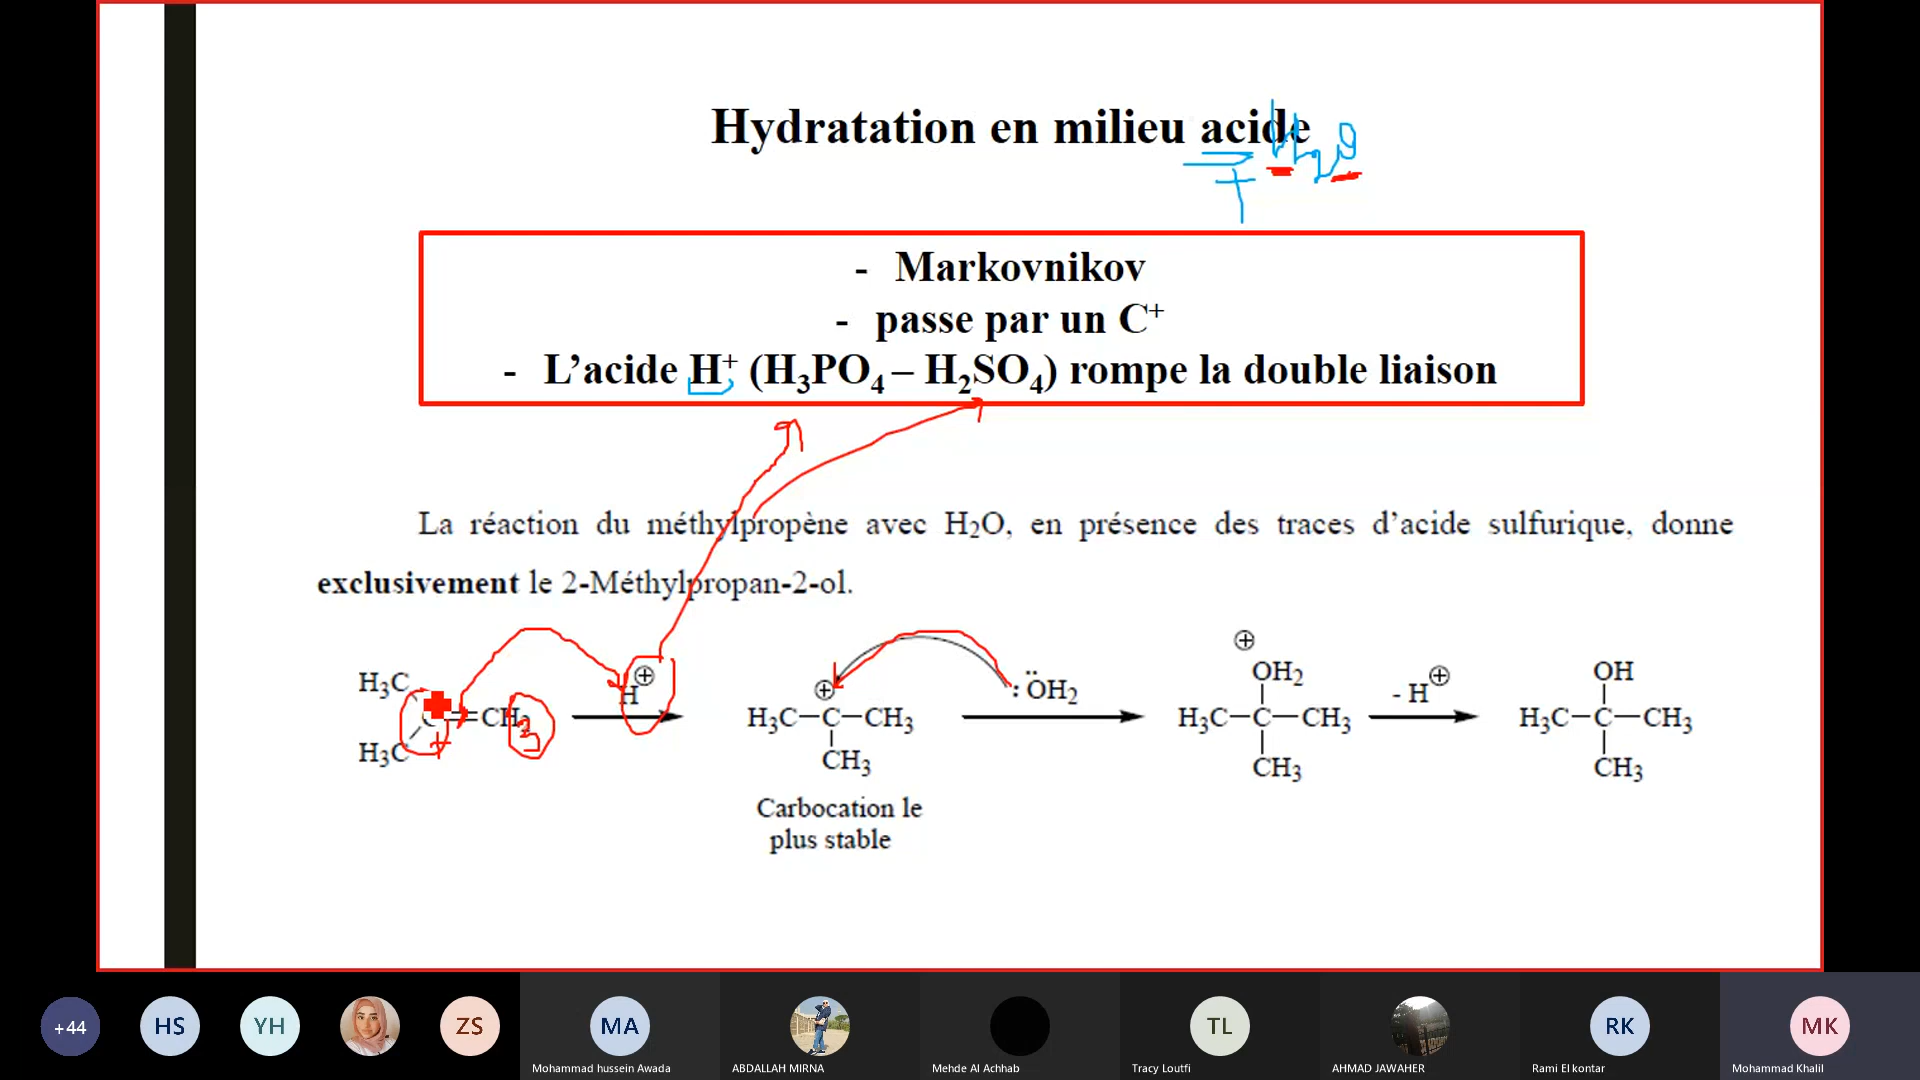 Hydratation en milieu acide
H2O
+
- Markovnikov
- passe par un C+
- L’acide H+ (H3PO4 – H2SO4) rompe la double liaison
La réaction du méthylpropène avec H2O, en présence des traces d’acide sulfurique, donne
exclusivement le 2-Méthylpropan-2-ol.
H3C
C=CH2 3
+
H3C
H⊕
⊕
H3C—C—CH3
CH3
Carbocation le
plus stable
:ÖH2
⊕
OH2
H3C—C—CH3
CH3
- H⊕
OH
H3C—C—CH3
CH3
+44
HS
YH
ZS
MA
Mohammad hussein Awada
ABDALLAH MIRNA
Mehde Al Achhab
TL
Tracy Loutfi
AHMAD JAWAHER
RK
Rami El kontar
MK
Mohammad Khalil